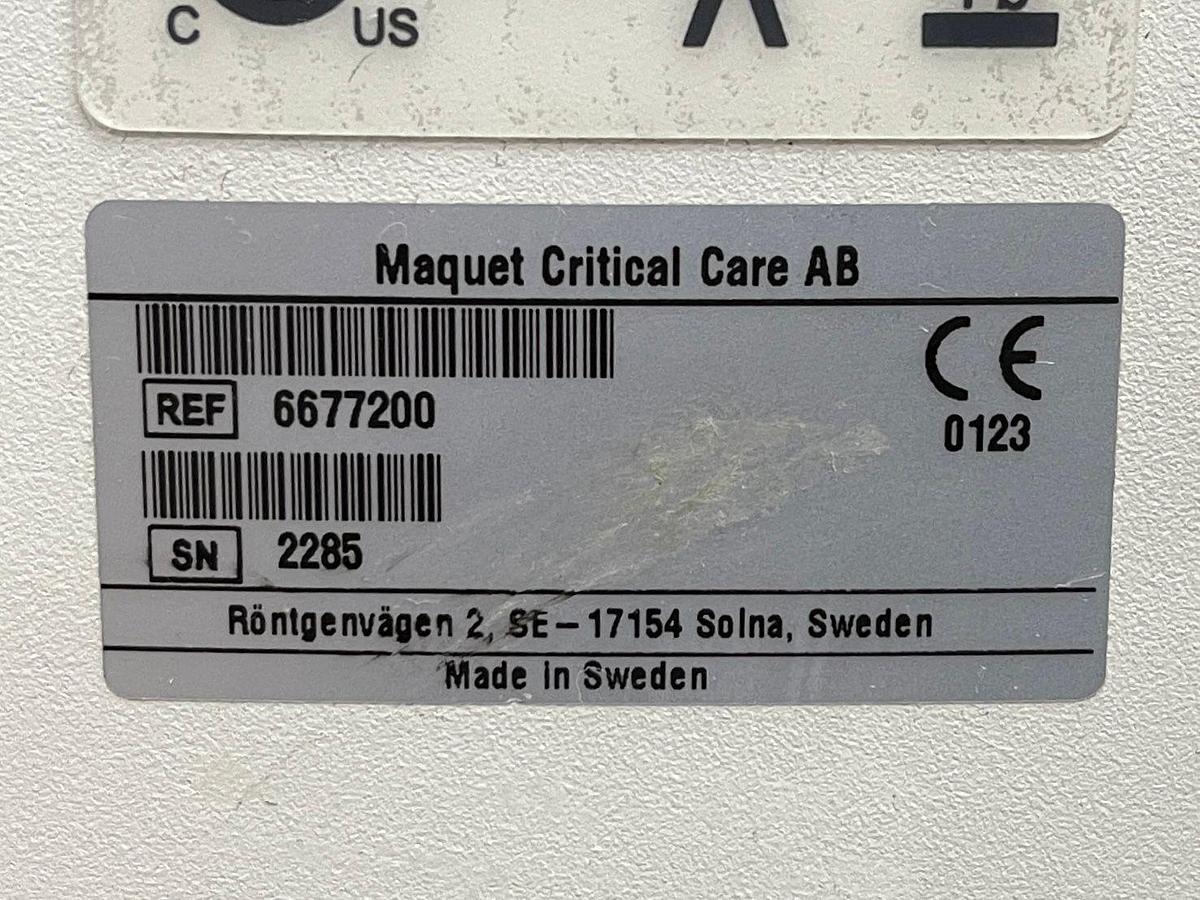 C US
Maquet Critical Care AB
CE
REF 6677200
0123
SN 2285
Röntgenvägen 2, SE-17154 Solna, Sweden
Made in Sweden